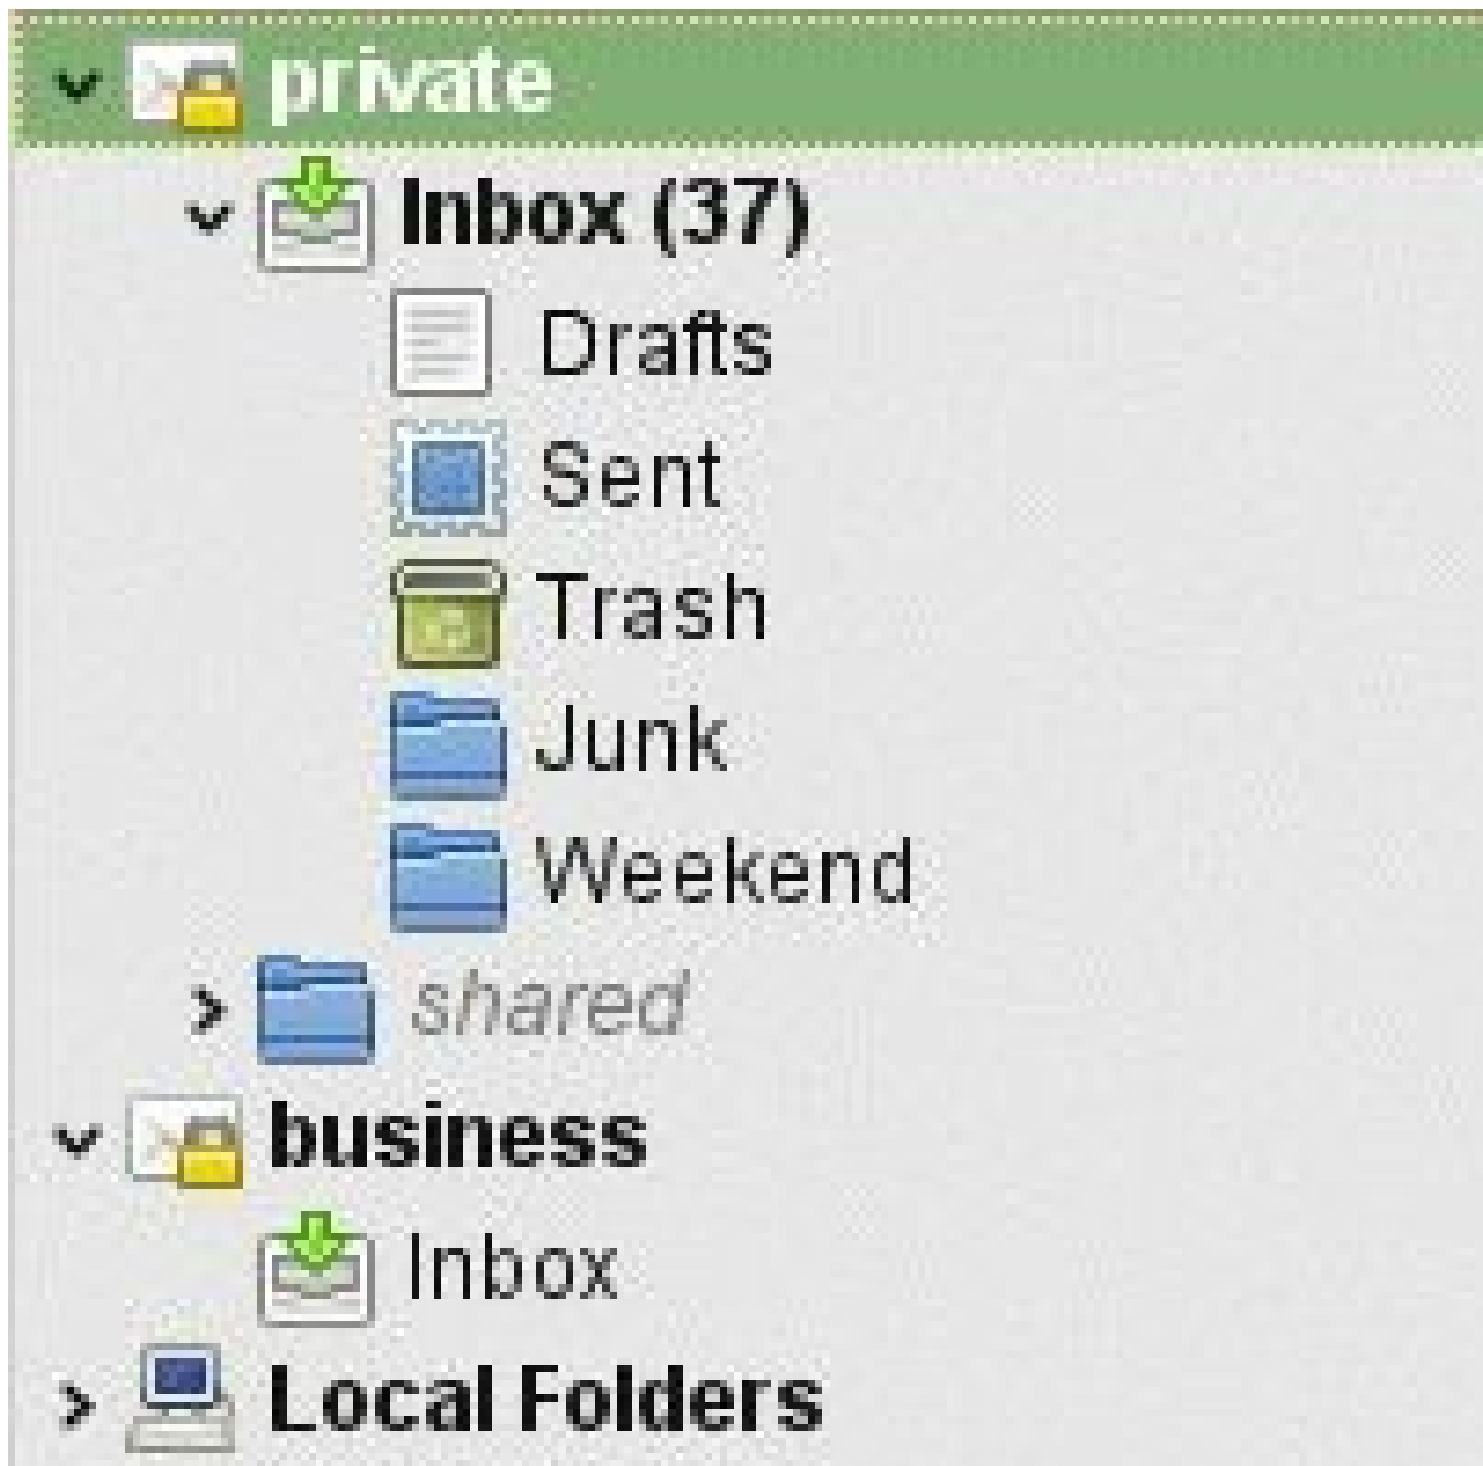 private
Inbox (37)
Drafts
Sent
Trash
Junk
Weekend
shared
business
Inbox
Local Folders